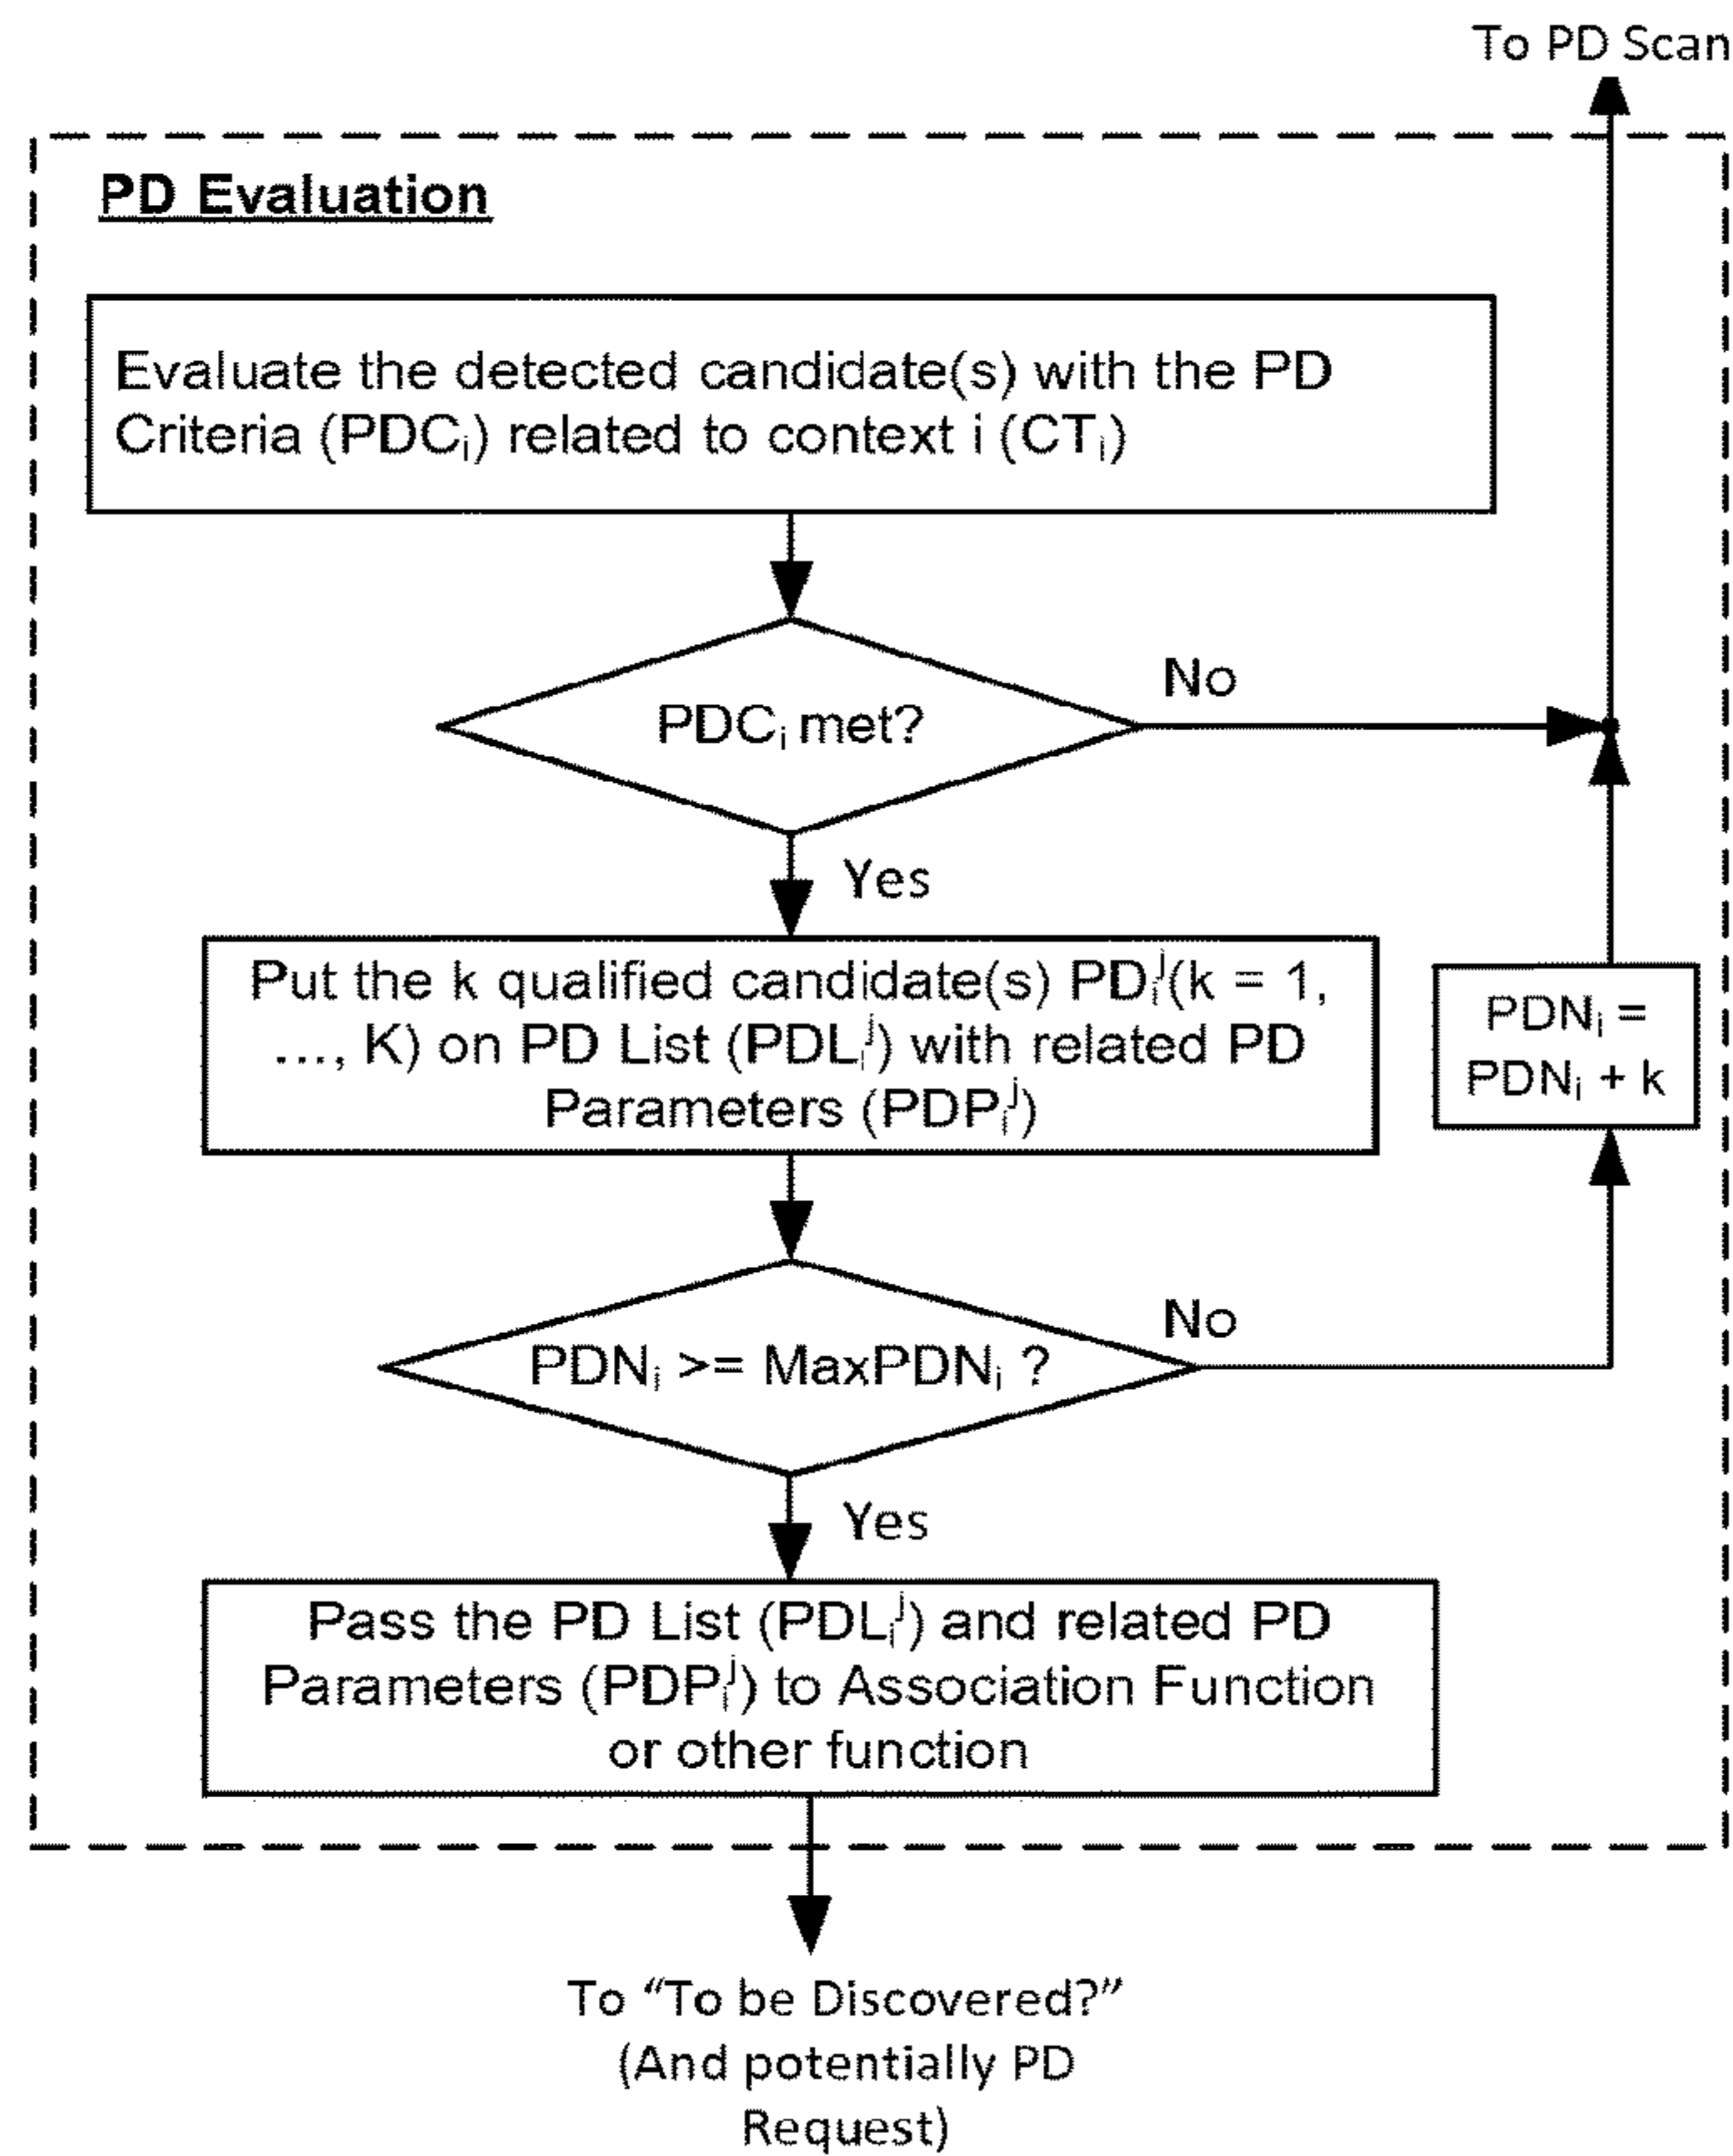 To PD Scan
PD Evaluation
Evaluate the detected candidate(s) with the PD
Criteria (PDCᵢ) related to context i (CTᵢ)
PDCᵢ met?
No
Yes
Put the k qualified candidate(s) PDᵢʲ(k = 1,
..., K) on PD List (PDLᵢʲ) with related PD
Parameters (PDPᵢʲ)
PDNᵢ =
PDNᵢ + k
PDNᵢ >= MaxPDNᵢ ?
No
Yes
Pass the PD List (PDLᵢʲ) and related PD
Parameters (PDPᵢʲ) to Association Function
or other function
To “To be Discovered?”
(And potentially PD
Request)